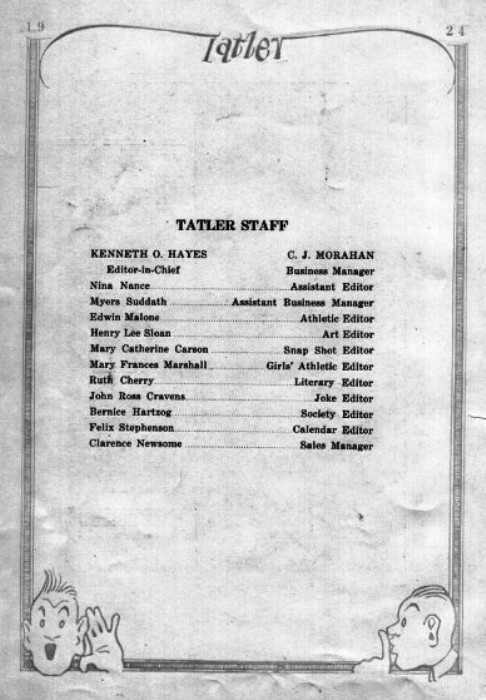 19 Tatler 24
TATLER STAFF
KENNETH O. HAYES C. J. MORAHAN
Editor-in-Chief Business Manager
Nina Nance Assistant Editor
Myers Suddath Assistant Business Manager
Edwin Malone Athletic Editor
Henry Lee Sloan Art Editor
Mary Catherine Carson Snap Shot Editor
Mary Frances Marshall Girls' Athletic Editor
Ruth Cherry Literary Editor
John Ross Cravens Joke Editor
Bernice Hartzog Society Editor
Felix Stephenson Calendar Editor
Clarence Newsome Sales Manager